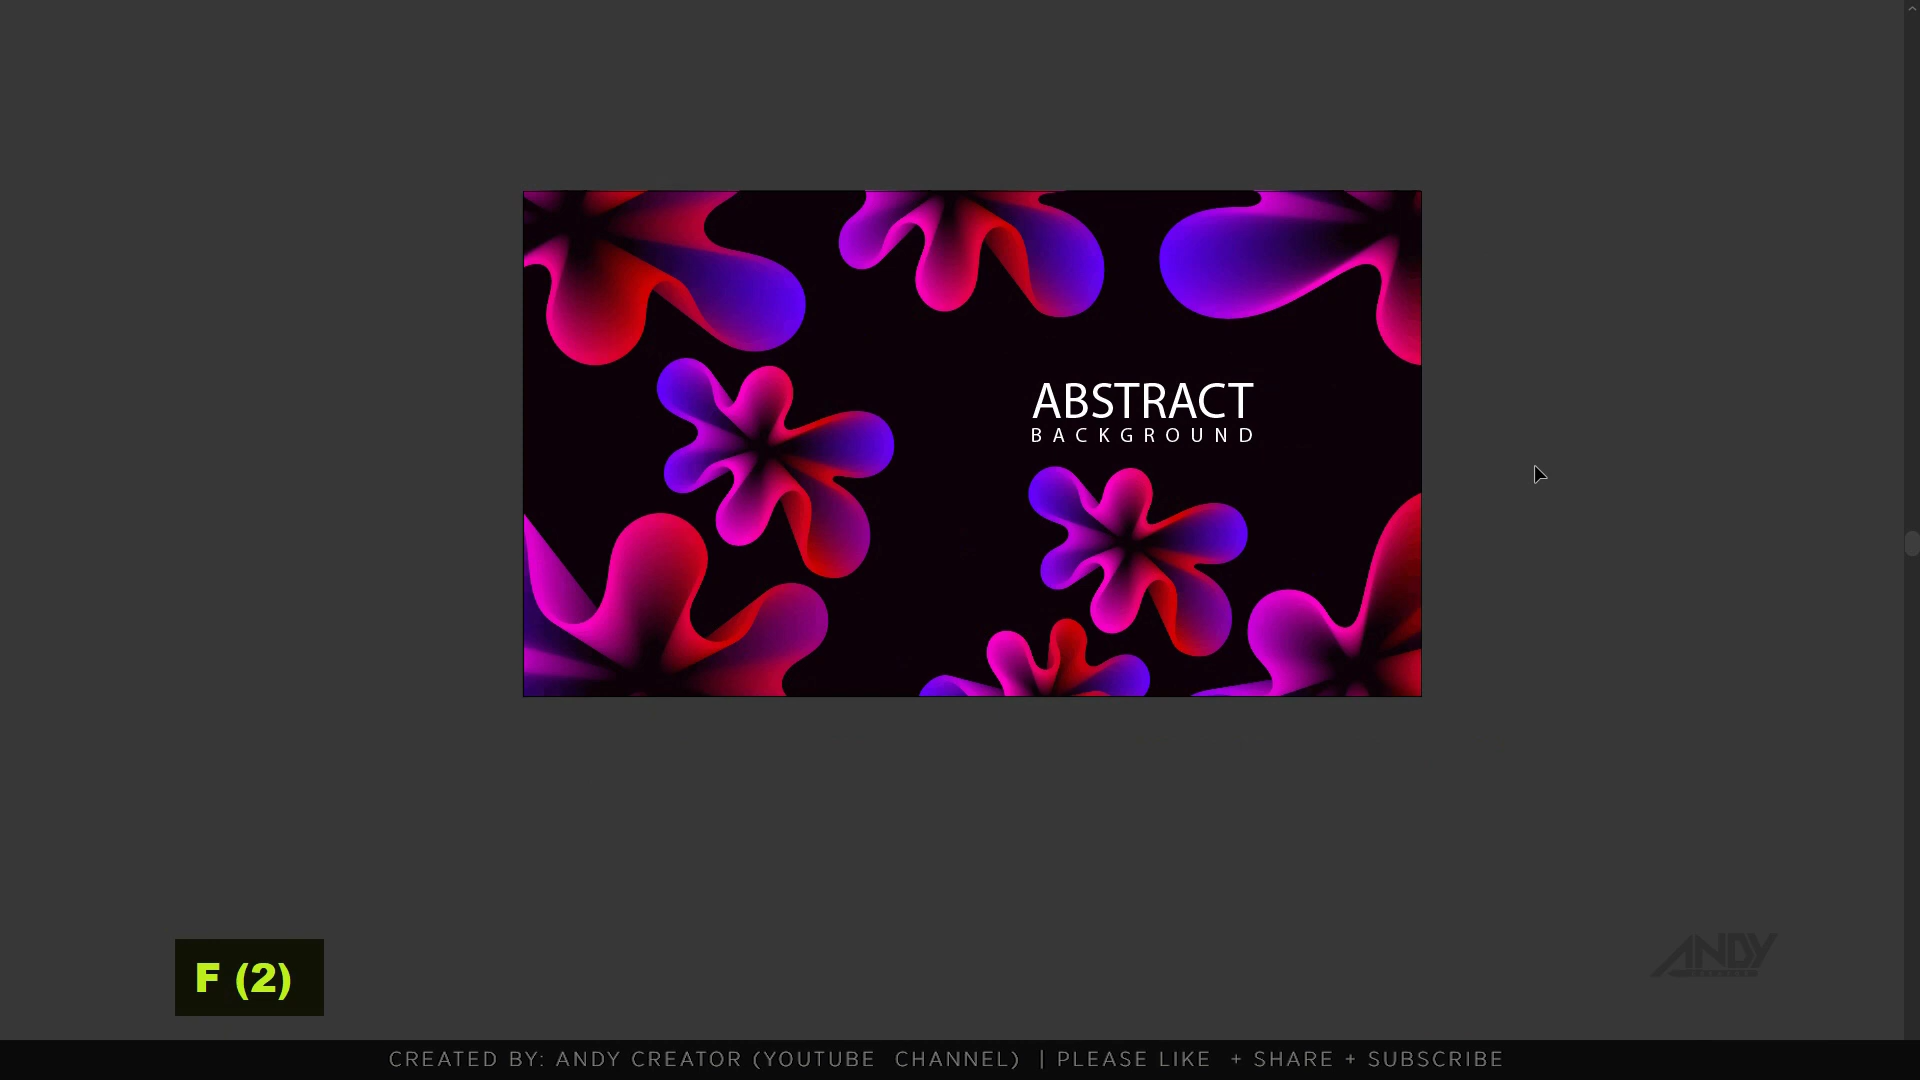 ABSTRACT
BACKGROUND
F (2)
ANDY
CREATED BY: ANDY CREATOR (YOUTUBE CHANNEL) | PLEASE LIKE + SHARE + SUBSCRIBE